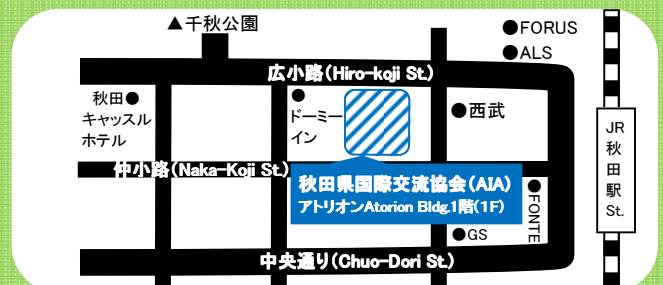 ▲千秋公園
●FORUS
●ALS
広小路(Hiro-koji St.)
秋田●
キャッスル
ホテル
●
ドーミー
イン
●西武
JR
秋
田
駅
St.
仲小路(Naka-Koji St.)
秋田県国際交流協会(AIA)
アトリオンAtorion Bldg.1階(1F)
●FONTE
●GS
中央通り(Chuo-Dori St.)